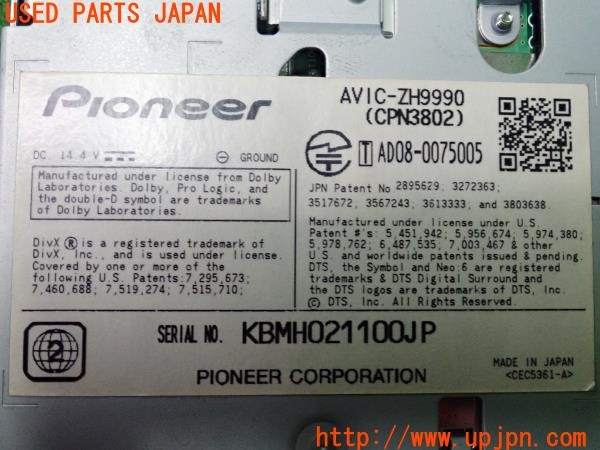 USED PARTS JAPAN
Pioneer
AVIC-ZH9990
(CPN3802)
DC 14.4 V
GROUND
T AD08-0075005
Manufactured under license from Dolby
Laboratories. Dolby, Pro Logic, and
the double-D symbol are trademarks
of Dolby Laboratories.
JPN Patent No 2895629; 3272363;
3517672, 3567243; 3613333; and 3803638.
DivX ® is a registered trademark of
DivX, Inc., and is used under license.
Covered by one or more of the
following U.S. Patents:7,295,673;
7,460,688; 7,519,274; 7,515,710;
Manufactured under license under U.S.
Patent #'s: 5,451,942; 5,956,674; 5,974,380;
5,978,762; 6,487,535; 7,003,467 & other
U.S. and worldwide patents issued & pending.
DTS, the Symbol and Neo:6 are registered
trademarks & DTS Digital Surround and
the DTS logos are trademarks of DTS, Inc.
© DTS, Inc. All Rights Reserved.
2
SERIAL NO. KBMH021100JP
PIONEER CORPORATION
MADE IN JAPAN
<CEC5361-A>
http://www.upjpn.com/